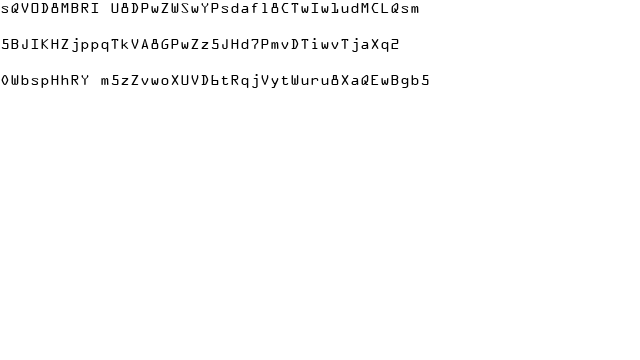 sQVOD8MBRI U8DPwZWSwYPsdafl8CTwIw1udMCLQsm
5BJIKHZjppqTkVA8GPwZz5JHd7PmvDTiwvTjaXq2
0WbspHhRY m5zZvwoXUVD6tRqjVytWuru8XaQEwBgb5